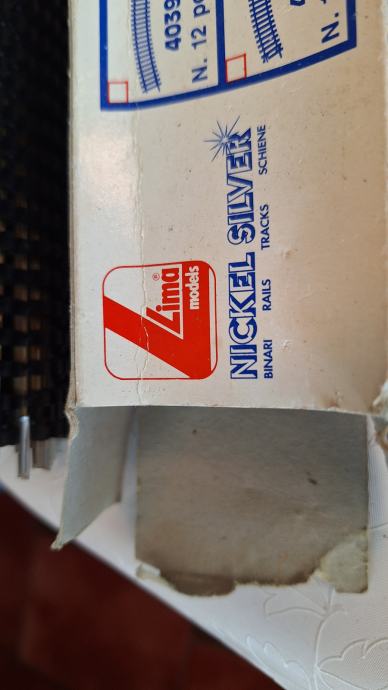 4039
N. 12 p
N.
Lima®
models
NICKEL SILVER
BINARI RAILS TRACKS SCHIENE